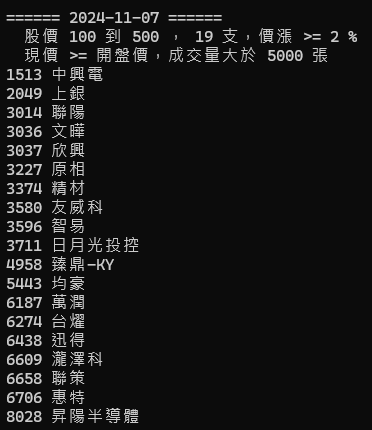 ====== 2024-11-07 ======
股價 100 到 500 , 19 支,價漲 >= 2 %
現價 >= 開盤價,成交量大於 5000 張
1513 中興電
2049 上銀
3014 聯陽
3036 文曄
3037 欣興
3227 原相
3374 精材
3580 友威科
3596 智易
3711 日月光投控
4958 臻鼎-KY
5443 均豪
6187 萬潤
6274 台燿
6438 迅得
6609 瀧澤科
6658 聯策
6706 惠特
8028 昇陽半導體